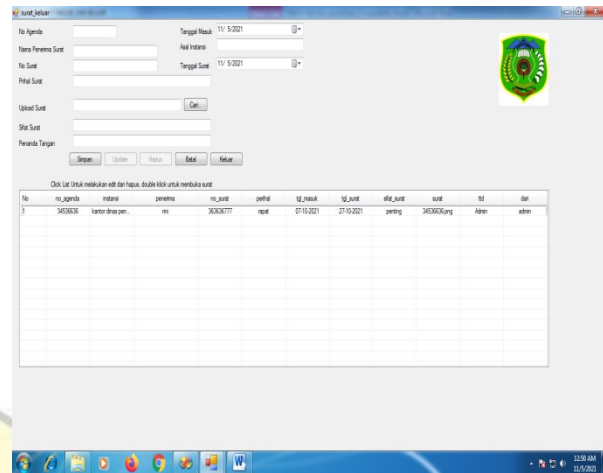 surat_keluar
No Agenda
Tanggal Masuk 11/ 5/2021
Nama Penerima Surat
Asal Instansi
No Surat
Tanggal Surat 11/ 5/2021
Prihal Surat
Upload Surat
Cari..
Sifat Surat
Penanda Tangan
Simpan Update Hapus Batal Keluar
Click List Untuk melakukan edit dan hapus, double klick untuk membuka surat
No no_agenda instansi penerima no_surat perihal tgl_masuk tgl_surat sifat_surat surat ttd dari
1 34536636 kantor dinas pen... rini 363636777 rapat 07-10-2021 27-10-2021 penting 34536636.png Admin admin
12:50 AM
11/5/2021